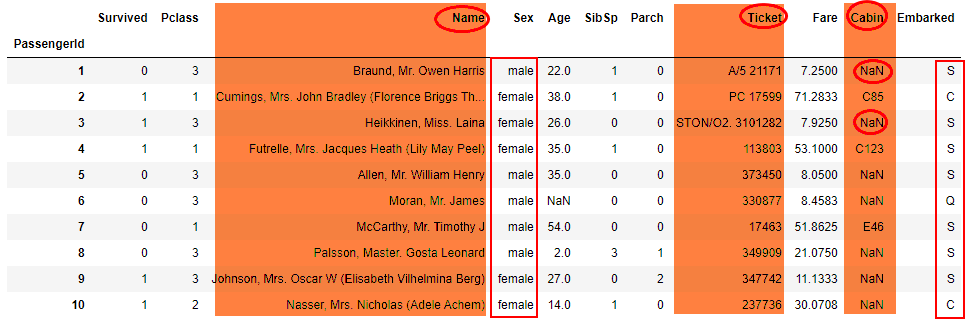 Survived Pclass Name Sex Age SibSp Parch Ticket Fare Cabin Embarked
PassengerId
1 0 3 Braund, Mr. Owen Harris male 22.0 1 0 A/5 21171 7.2500 NaN S
2 1 1 Cumings, Mrs. John Bradley (Florence Briggs Th... female 38.0 1 0 PC 17599 71.2833 C85 C
3 1 3 Heikkinen, Miss. Laina female 26.0 0 0 STON/O2. 3101282 7.9250 NaN S
4 1 1 Futrelle, Mrs. Jacques Heath (Lily May Peel) female 35.0 1 0 113803 53.1000 C123 S
5 0 3 Allen, Mr. William Henry male 35.0 0 0 373450 8.0500 NaN S
6 0 3 Moran, Mr. James male NaN 0 0 330877 8.4583 NaN Q
7 0 1 McCarthy, Mr. Timothy J male 54.0 0 0 17463 51.8625 E46 S
8 0 3 Palsson, Master. Gosta Leonard male 2.0 3 1 349909 21.0750 NaN S
9 1 3 Johnson, Mrs. Oscar W (Elisabeth Vilhelmina Berg) female 27.0 0 2 347742 11.1333 NaN S
10 1 2 Nasser, Mrs. Nicholas (Adele Achem) female 14.0 1 0 237736 30.0708 NaN C